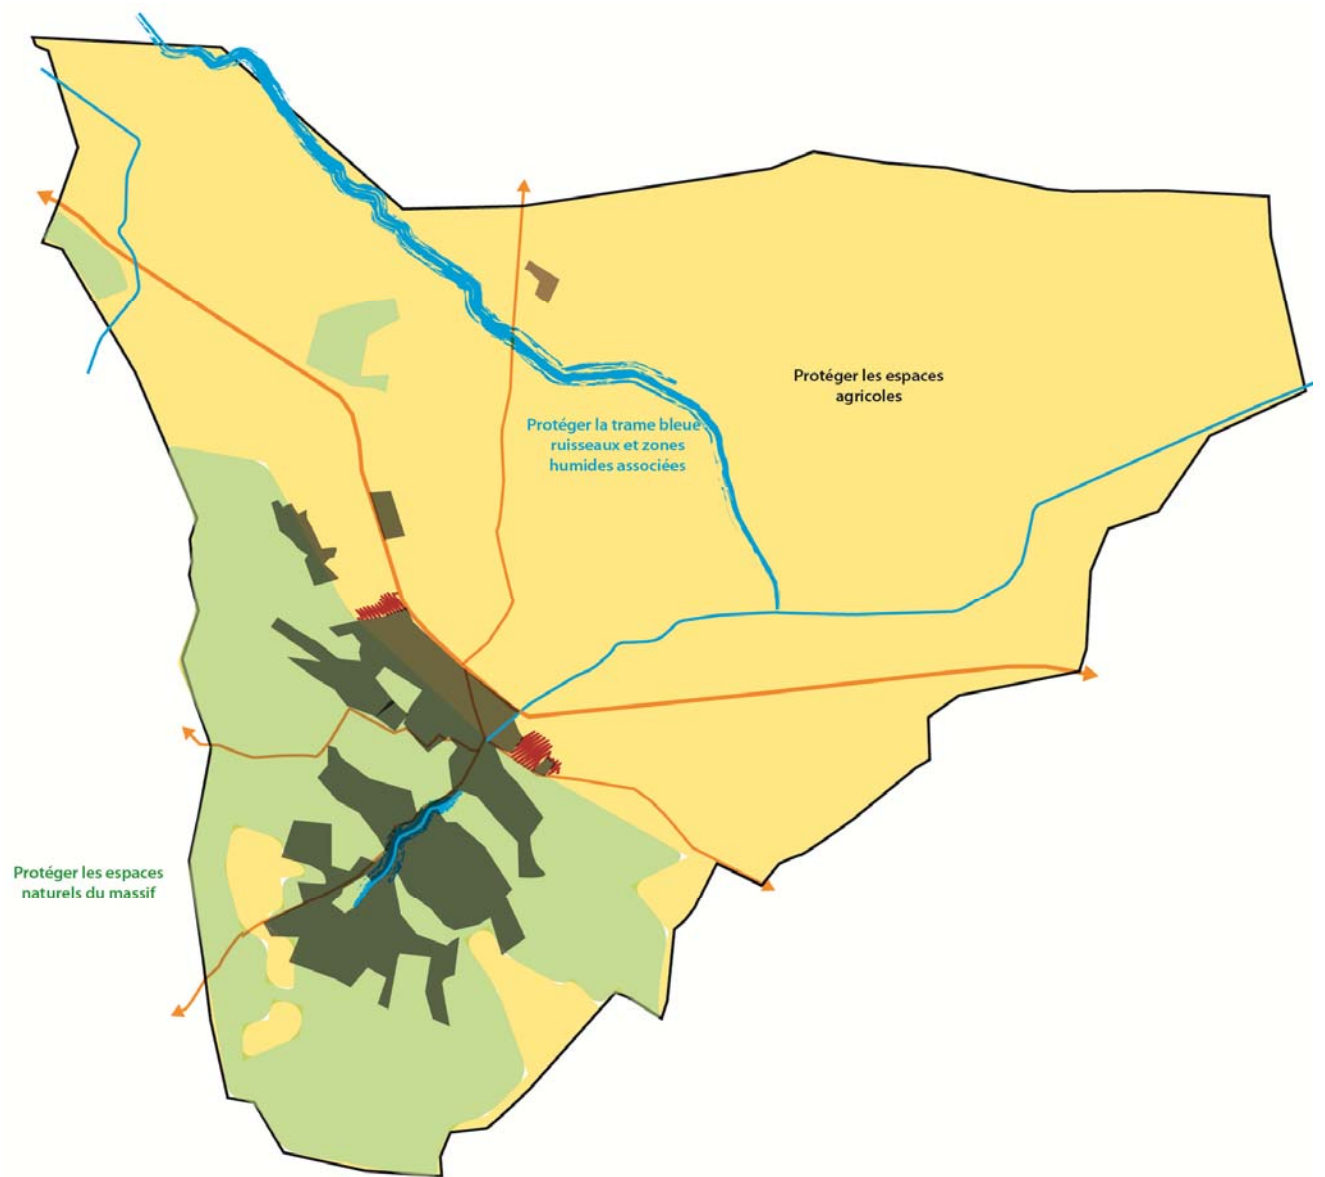 Protéger les espaces
agricoles
Protéger la trame bleue :
ruisseaux et zones
humides associées
Protéger les espaces
naturels du massif